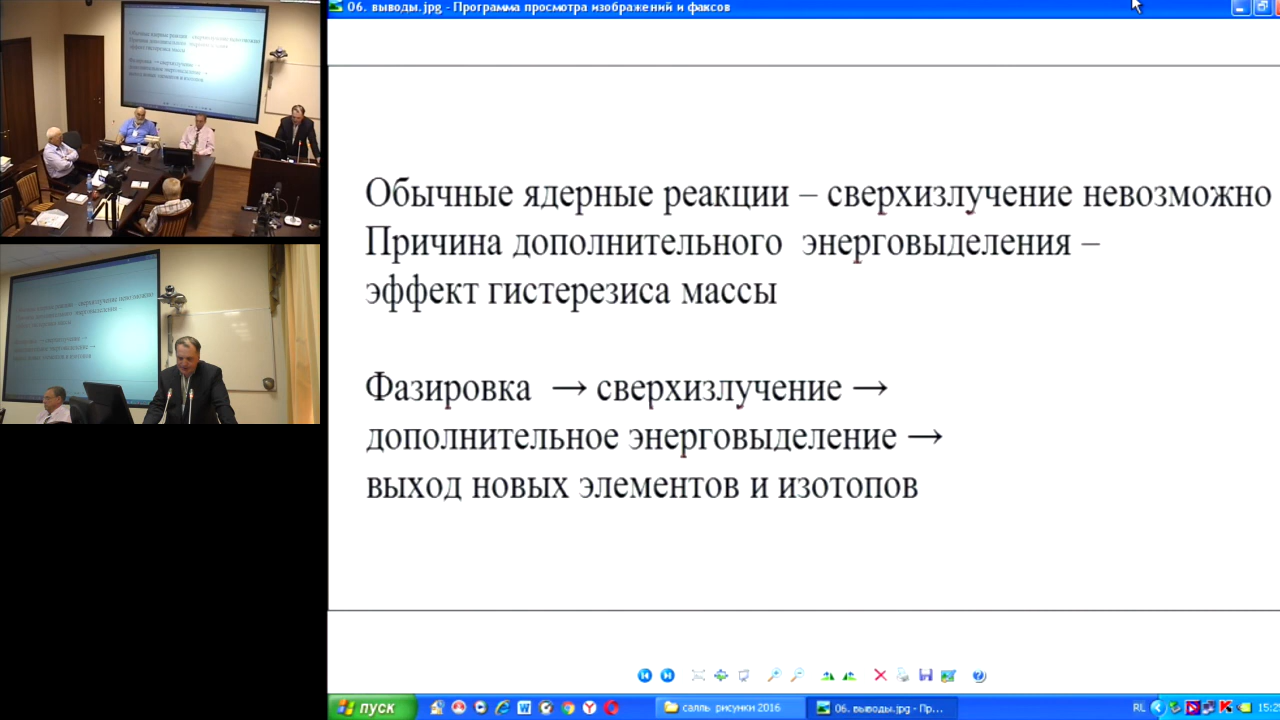 06. выводы.jpg - Программа просмотра изображений и факсов
Обычные ядерные реакции – сверхизлучение невозможно
Причина дополнительного энерговыделения –
эффект гистерезиса массы
Фазировка → сверхизлучение →
дополнительное энерговыделение →
выход новых элементов и изотопов
пуск
салль рисунки 2016
06. выводы.jpg - Пр...
RL